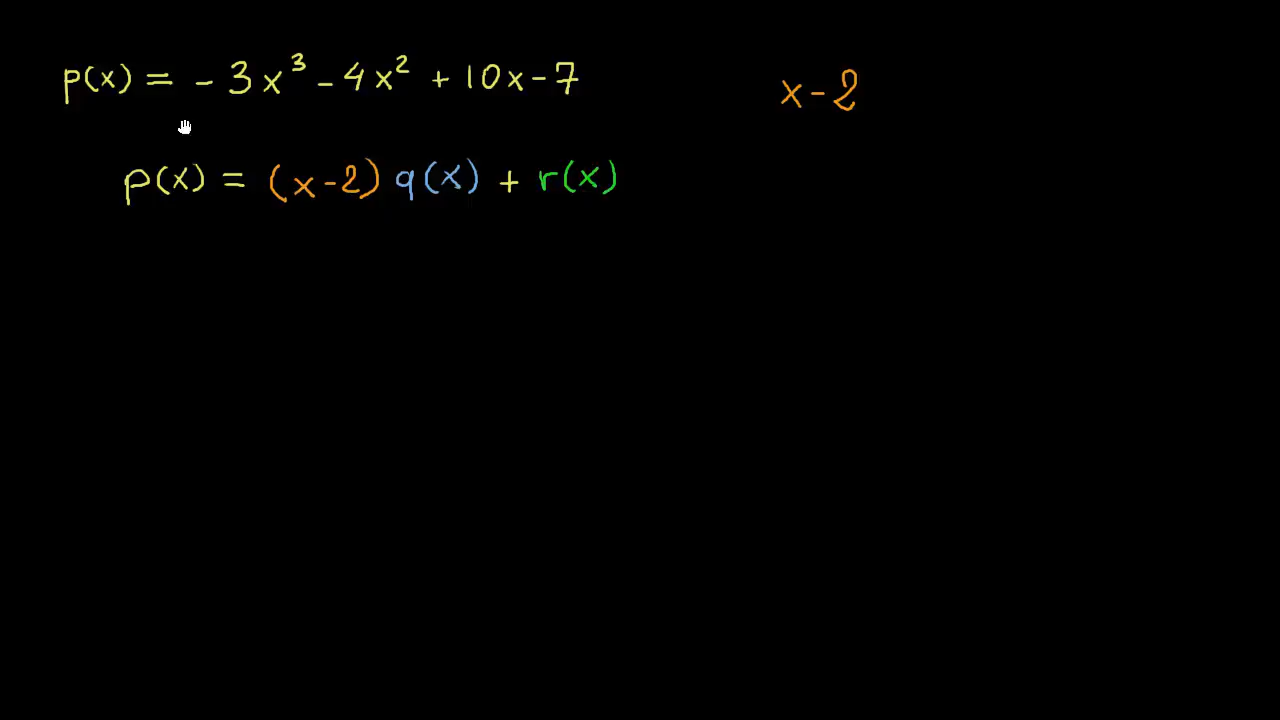 p(x) = - 3x³ - 4x² + 10x - 7
x - 2
p(x) = (x - 2) q(x) + r(x)